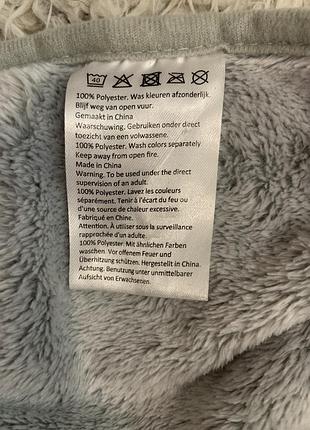 40
100% Polyester. Was kleuren afzonderlijk.
Blijf weg van open vuur.
Gemaakt in China
Waarschuwing. Gebruiken onder direct
toezicht van een volwassene.
100% Polyester. Wash colors separately
Keep away from open fire.
Made in China
Warning. To be used under the direct
supervision of an adult.
100% Polyester. Lavez les couleurs
séparément. Tenir à l'écart du feu ou
d'une source de chaleur excessive.
Fabriqué en China.
Attention. À utiliser sous la surveillance
rapprochée d'un adulte.
100% Polyester. Mit ähnlichen Farben
waschen. Vor offenem Feuer und
Überhitzung schützen. Hergestellt in China.
Achtung. Benutzung unter unmittelbarer
Aufsicht von Erwachsenen.